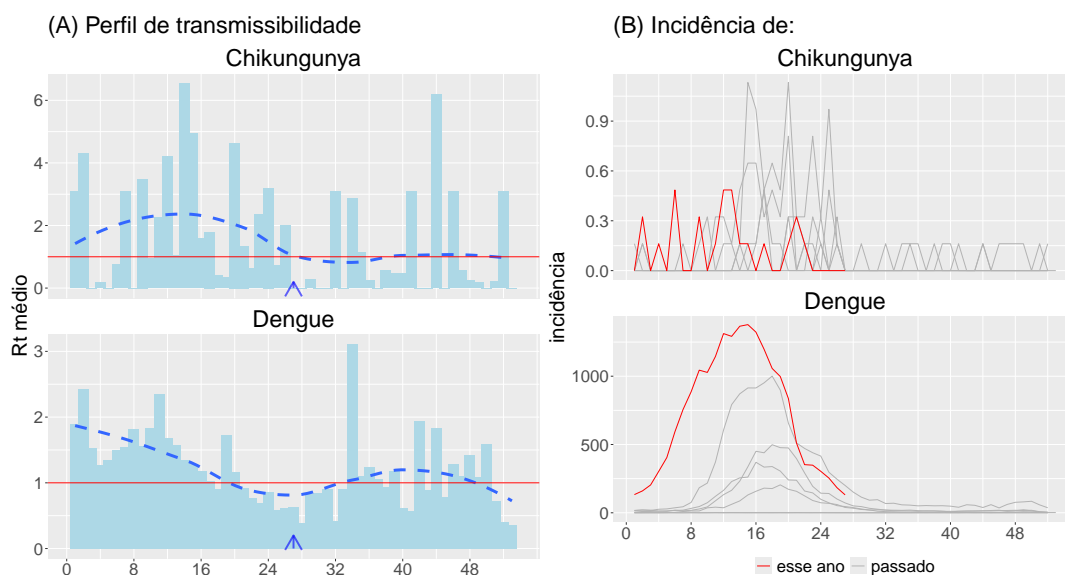 (A) Perfil de transmissibilidade
Chikungunya
6
4
2
0
Dengue
3
2
1
0
0 8 16 24 32 40 48
Rt médio
(B) Incidência de:
Chikungunya
0.9
0.6
0.3
0.0
Dengue
1000
500
0
0 8 16 24 32 40 48
incidência
esse ano passado